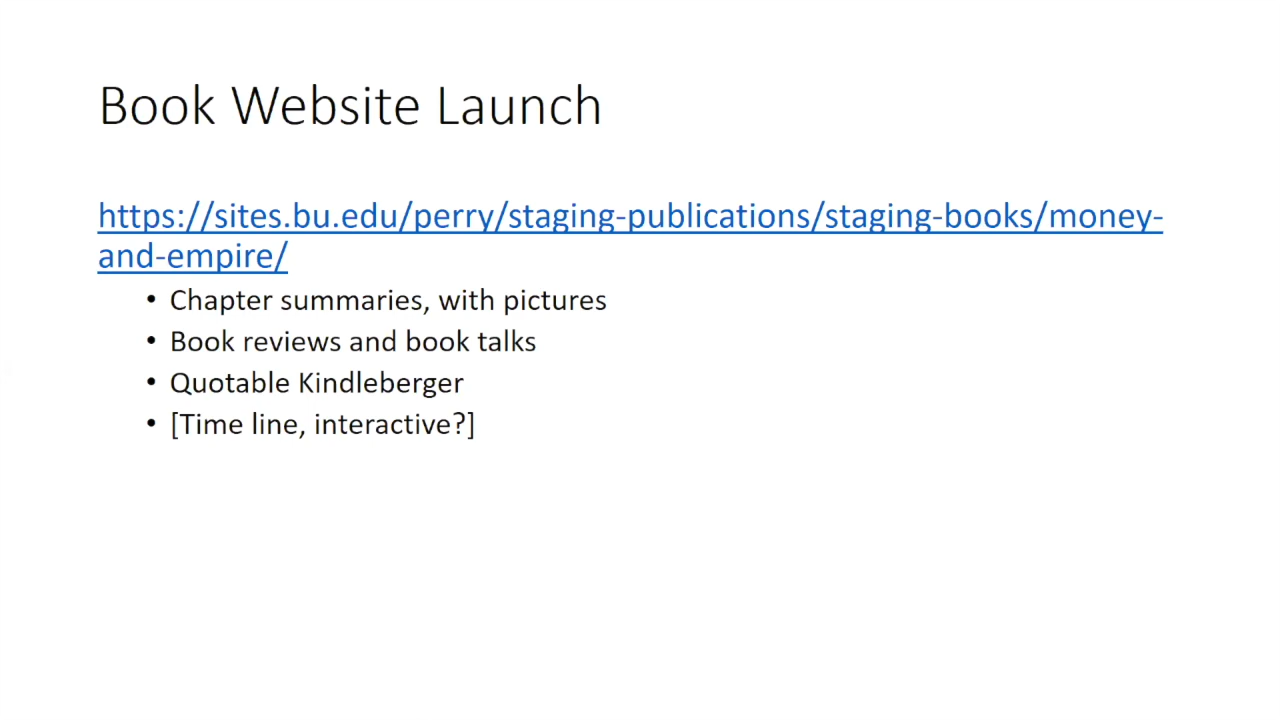 Book Website Launch
https://sites.bu.edu/perry/staging-publications/staging-books/money-
and-empire/
• Chapter summaries, with pictures
• Book reviews and book talks
• Quotable Kindleberger
• [Time line, interactive?]